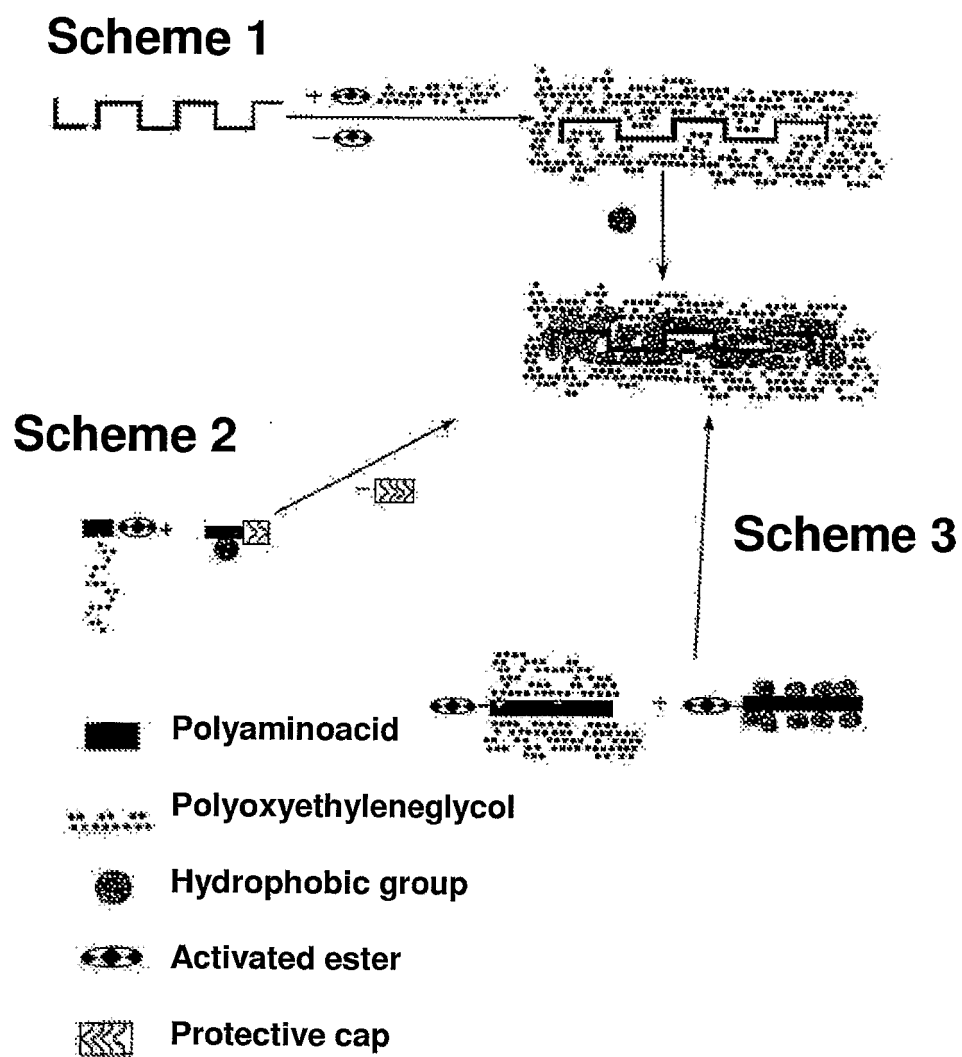 Scheme 1
+
−
Scheme 2
−
+
Scheme 3
+
Polyaminoacid
Polyoxyethyleneglycol
Hydrophobic group
Activated ester
Protective cap